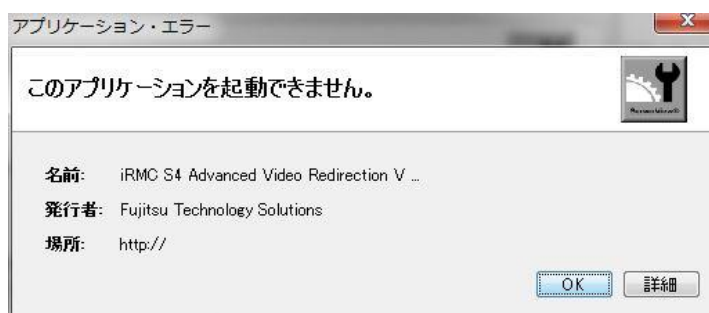 アプリケーション・エラー
このアプリケーションを起動できません。
名前: iRMC S4 Advanced Video Redirection V ...
発行者: Fujitsu Technology Solutions
場所: http://
OK 詳細